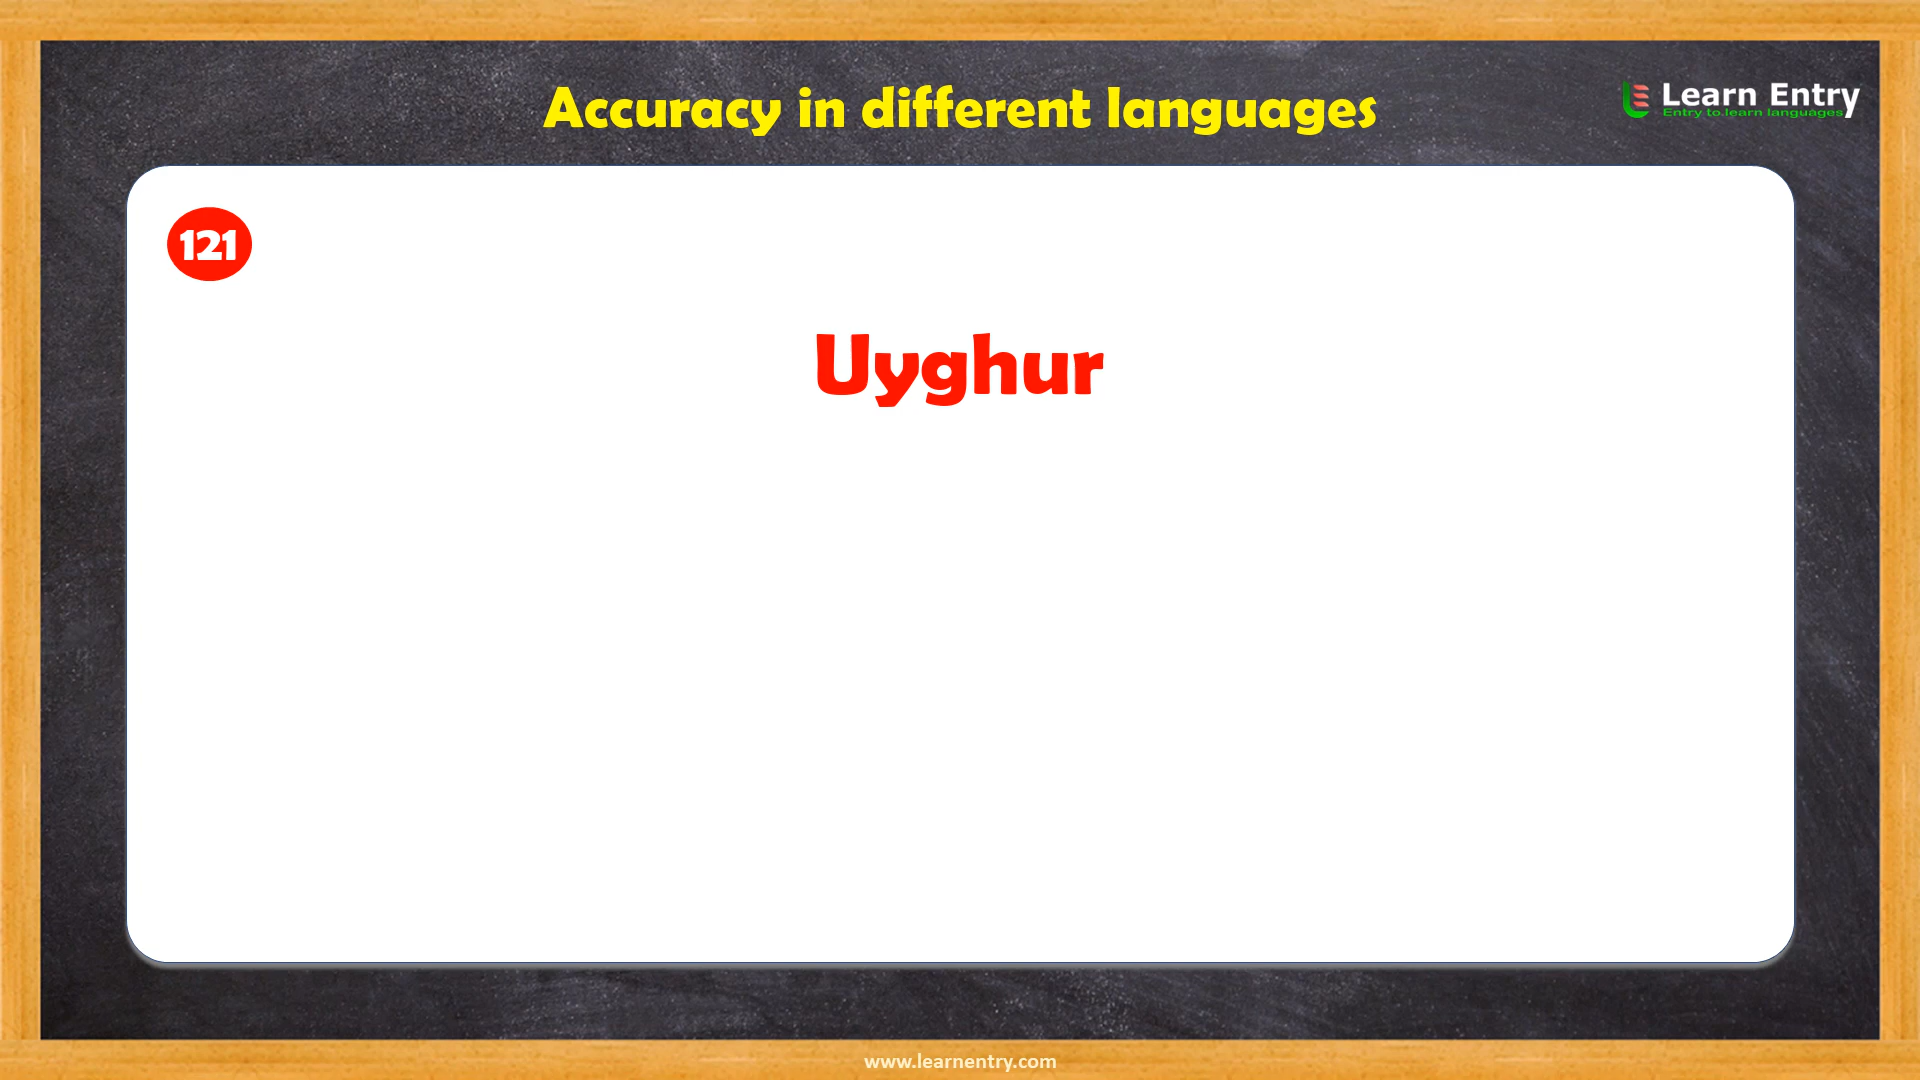 Accuracy in different languages
Learn Entry
Entry to learn languages
121
Uyghur
www.learnentry.com